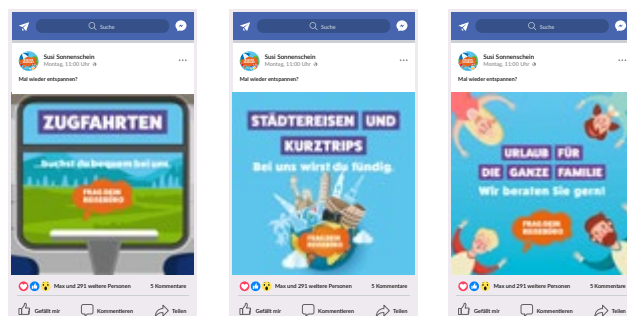 Suche
Susi Sonnenschein
Montag, 11:00 Uhr
Mal wieder entspannen?
ZUGFAHRTEN
...buchst du bequem bei uns.
FRAG DEIN
REISEBÜRO
Max und 291 weitere Personen 5 Kommentare
Gefällt mir Kommentieren Teilen
Suche
Susi Sonnenschein
Montag, 11:00 Uhr
Mal wieder entspannen?
STÄDTEREISEN UND
KURZTRIPS
Bei uns wirst du fündig.
FRAG DEIN
REISEBÜRO
Max und 291 weitere Personen 5 Kommentare
Gefällt mir Kommentieren Teilen
Suche
Susi Sonnenschein
Montag, 11:00 Uhr
Mal wieder entspannen?
URLAUB FÜR
DIE GANZE FAMILIE
Wir beraten Sie gern!
FRAG DEIN
REISEBÜRO
Max und 291 weitere Personen 5 Kommentare
Gefällt mir Kommentieren Teilen